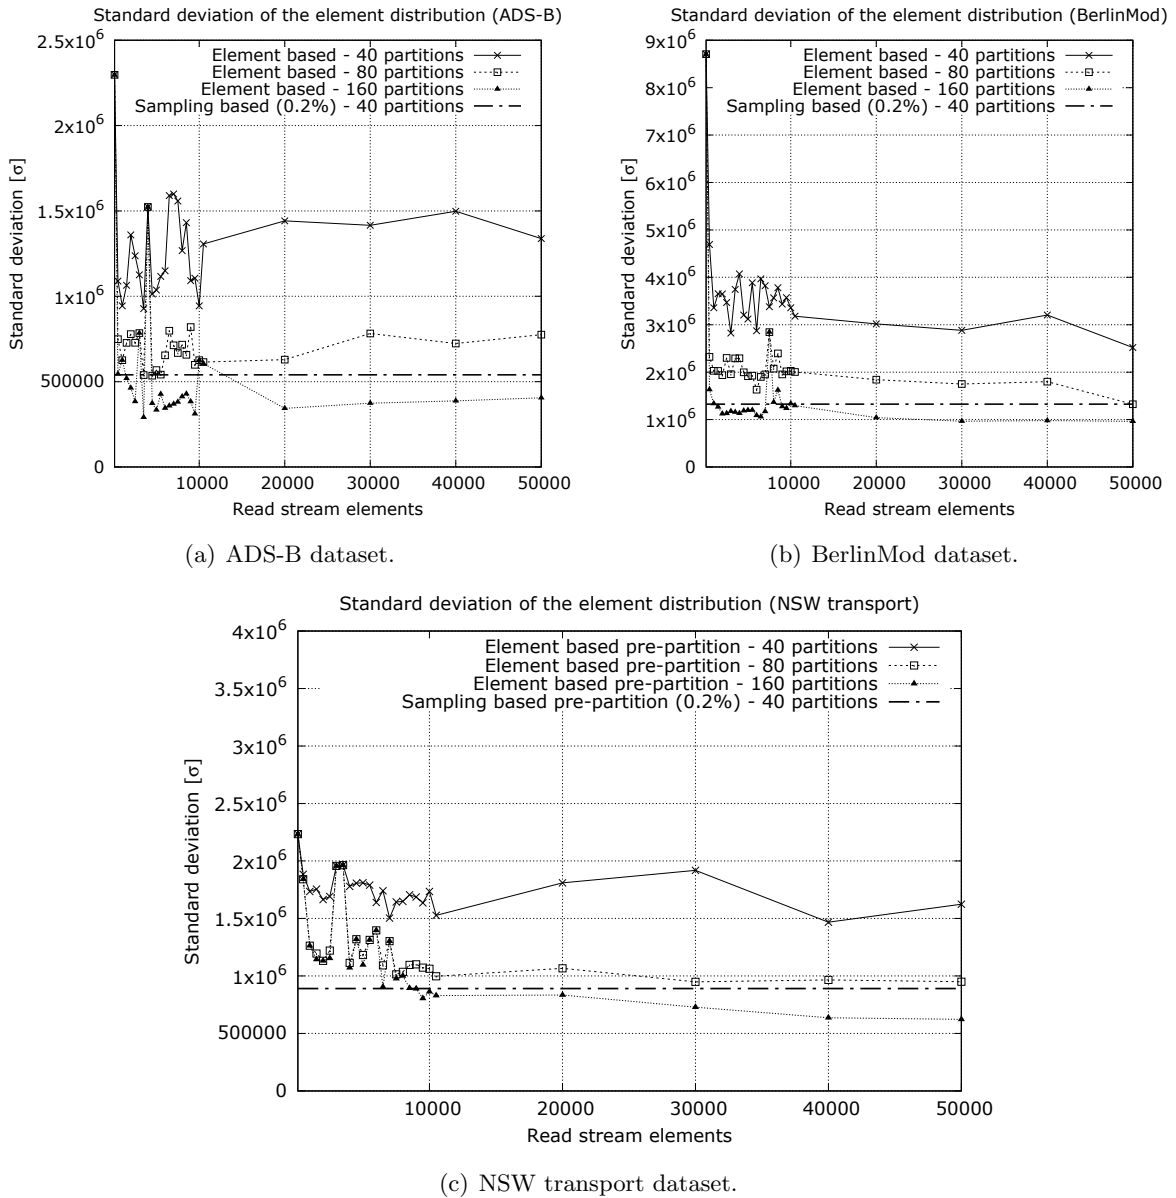 Standard deviation of the element distribution (ADS-B)
2.5x10^6
2x10^6
1.5x10^6
1x10^6
500000
0
Standard deviation [σ]
Element based - 40 partitions
Element based - 80 partitions
Element based - 160 partitions
Sampling based (0.2%) - 40 partitions
10000 20000 30000 40000 50000
Read stream elements
(a) ADS-B dataset.
Standard deviation of the element distribution (BerlinMod)
9x10^6
8x10^6
7x10^6
6x10^6
5x10^6
4x10^6
3x10^6
2x10^6
1x10^6
0
Standard deviation [σ]
Element based - 40 partitions
Element based - 80 partitions
Element based - 160 partitions
Sampling based (0.2%) - 40 partitions
10000 20000 30000 40000 50000
Read stream elements
(b) BerlinMod dataset.
Standard deviation of the element distribution (NSW transport)
4x10^6
3.5x10^6
3x10^6
2.5x10^6
2x10^6
1.5x10^6
1x10^6
500000
0
Standard deviation [σ]
Element based pre-partition - 40 partitions
Element based pre-partition - 80 partitions
Element based pre-partition - 160 partitions
Sampling based pre-partition (0.2%) - 40 partitions
10000 20000 30000 40000 50000
Read stream elements
(c) NSW transport dataset.